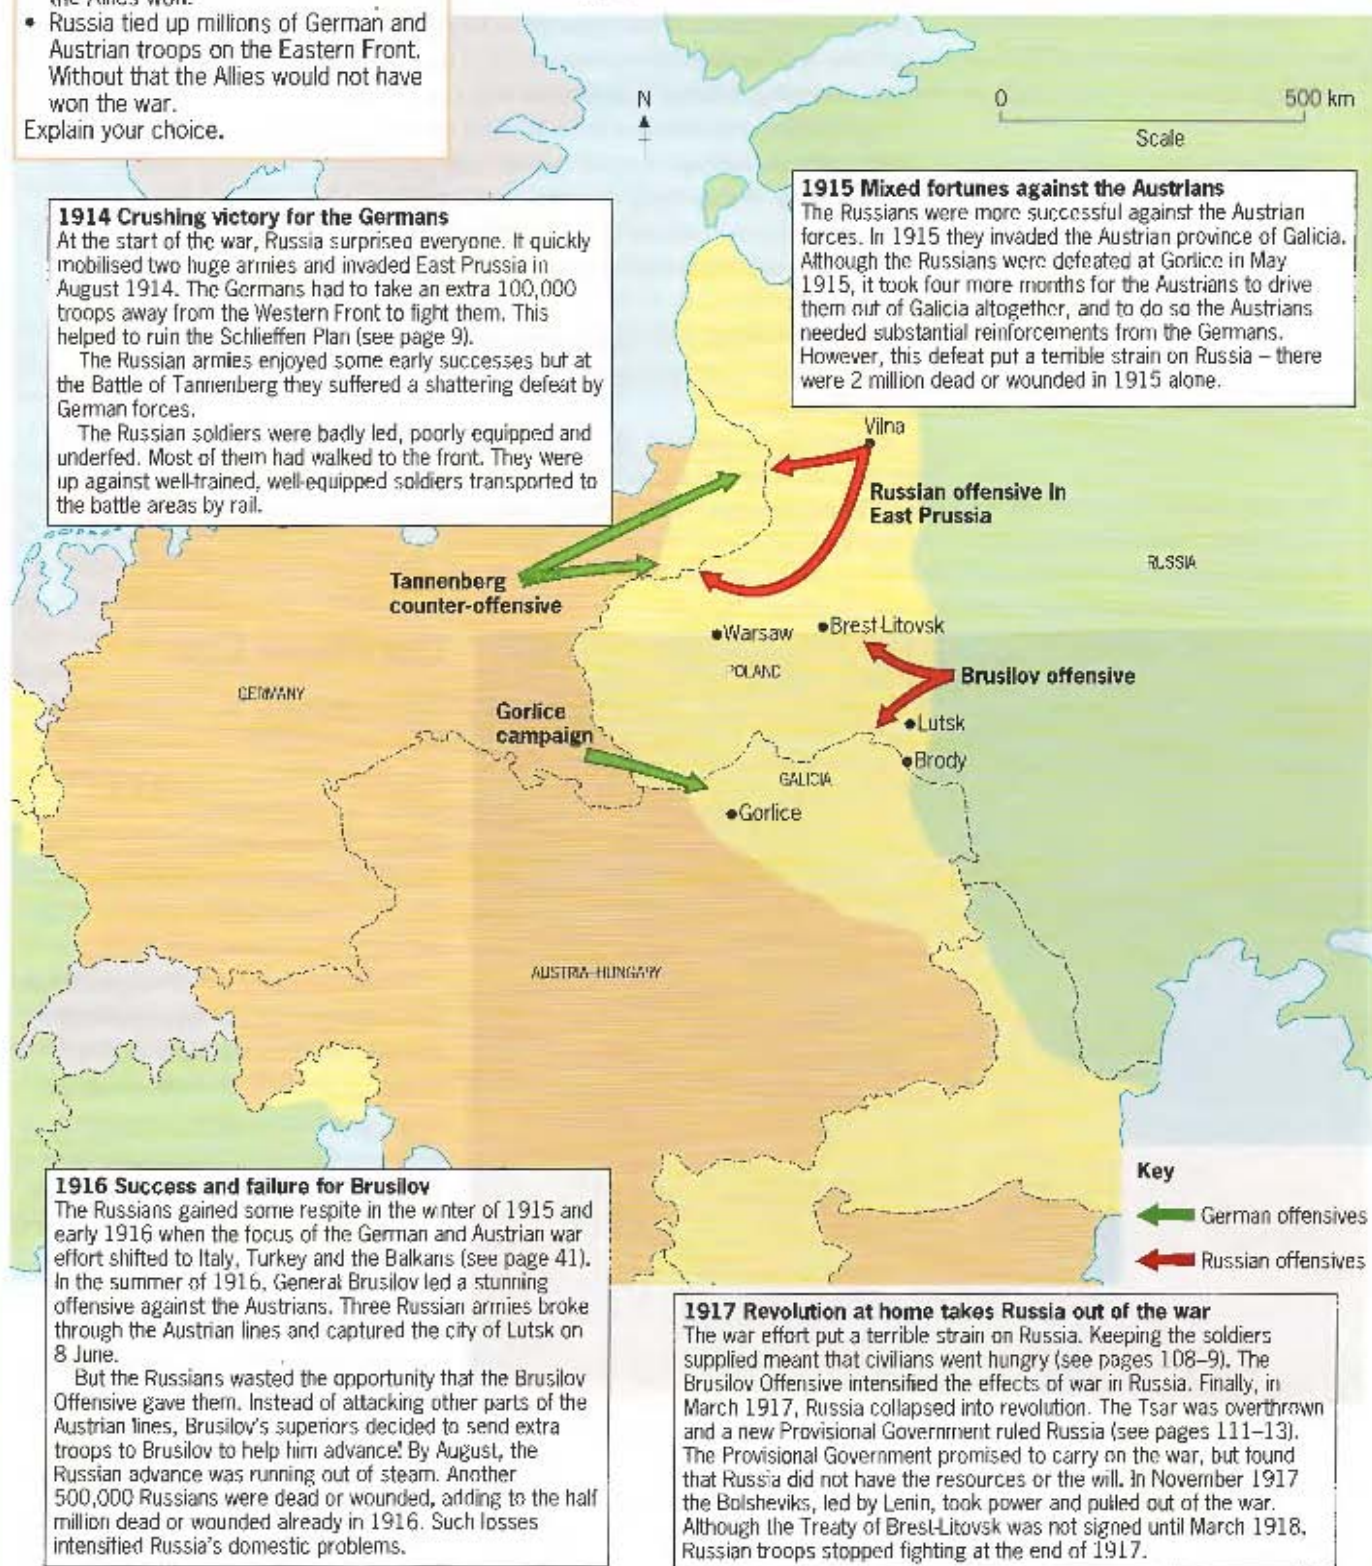 • Russia tied up millions of German and
Austrian troops on the Eastern Front.
Without that the Allies would not have
won the war.
Explain your choice.
N
0 500 km
Scale
1914 Crushing victory for the Germans
At the start of the war, Russia surprised everyone. It quickly
mobilised two huge armies and invaded East Prussia in
August 1914. The Germans had to take an extra 100,000
troops away from the Western Front to fight them. This
helped to ruin the Schlieffen Plan (see page 9).
The Russian armies enjoyed some early successes but at
the Battle of Tannenberg they suffered a shattering defeat by
German forces.
The Russian soldiers were badly led, poorly equipped and
underfed. Most of them had walked to the front. They were
up against well-trained, well-equipped soldiers transported to
the battle areas by rail.
1915 Mixed fortunes against the Austrians
The Russians were more successful against the Austrian
forces. In 1915 they invaded the Austrian province of Galicia.
Although the Russians were defeated at Gorlice in May
1915, it took four more months for the Austrians to drive
them out of Galicia altogether, and to do so the Austrians
needed substantial reinforcements from the Germans.
However, this defeat put a terrible strain on Russia – there
were 2 million dead or wounded in 1915 alone.
Vilna
Russian offensive in
East Prussia
RUSSIA
Tannenberg
counter-offensive
Warsaw
Brest-Litovsk
POLAND
Brusilov offensive
GERMANY
Gorlice
campaign
Lutsk
Brody
GALICIA
Gorlice
AUSTRIA–HUNGARY
1916 Success and failure for Brusilov
The Russians gained some respite in the winter of 1915 and
early 1916 when the focus of the German and Austrian war
effort shifted to Italy, Turkey and the Balkans (see page 41).
In the summer of 1916, General Brusilov led a stunning
offensive against the Austrians. Three Russian armies broke
through the Austrian lines and captured the city of Lutsk on
8 June.
But the Russians wasted the opportunity that the Brusilov
Offensive gave them. Instead of attacking other parts of the
Austrian lines, Brusilov's superiors decided to send extra
troops to Brusilov to help him advance! By August, the
Russian advance was running out of steam. Another
500,000 Russians were dead or wounded, adding to the half
million dead or wounded already in 1916. Such losses
intensified Russia's domestic problems.
Key
German offensives
Russian offensives
1917 Revolution at home takes Russia out of the war
The war effort put a terrible strain on Russia. Keeping the soldiers
supplied meant that civilians went hungry (see pages 108–9). The
Brusilov Offensive intensified the effects of war in Russia. Finally, in
March 1917, Russia collapsed into revolution. The Tsar was overthrown
and a new Provisional Government ruled Russia (see pages 111–13).
The Provisional Government promised to carry on the war, but found
that Russia did not have the resources or the will. In November 1917
the Bolsheviks, led by Lenin, took power and pulled out of the war.
Although the Treaty of Brest-Litovsk was not signed until March 1918,
Russian troops stopped fighting at the end of 1917.